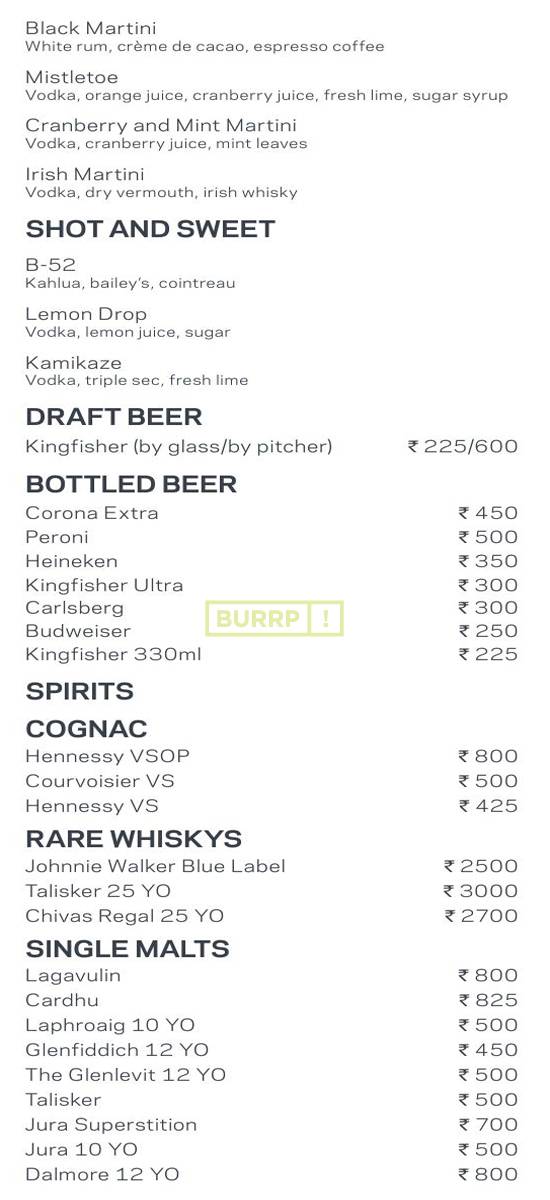 Black Martini
White rum, crème de cacao, espresso coffee
Mistletoe
Vodka, orange juice, cranberry juice, fresh lime, sugar syrup
Cranberry and Mint Martini
Vodka, cranberry juice, mint leaves
Irish Martini
Vodka, dry vermouth, irish whisky
SHOT AND SWEET
B-52
Kahlua, bailey's, cointreau
Lemon Drop
Vodka, lemon juice, sugar
Kamikaze
Vodka, triple sec, fresh lime
DRAFT BEER
Kingfisher (by glass/by pitcher) ₹ 225/600
BOTTLED BEER
Corona Extra ₹ 450
Peroni ₹ 500
Heineken ₹ 350
Kingfisher Ultra ₹ 300
Carlsberg ₹ 300
BURRP !
Budweiser ₹ 250
Kingfisher 330ml ₹ 225
SPIRITS
COGNAC
Hennessy VSOP ₹ 800
Courvoisier VS ₹ 500
Hennessy VS ₹ 425
RARE WHISKYS
Johnnie Walker Blue Label ₹ 2500
Talisker 25 YO ₹ 3000
Chivas Regal 25 YO ₹ 2700
SINGLE MALTS
Lagavulin ₹ 800
Cardhu ₹ 825
Laphroaig 10 YO ₹ 500
Glenfiddich 12 YO ₹ 450
The Glenlevit 12 YO ₹ 500
Talisker ₹ 500
Jura Superstition ₹ 700
Jura 10 YO ₹ 500
Dalmore 12 YO ₹ 800